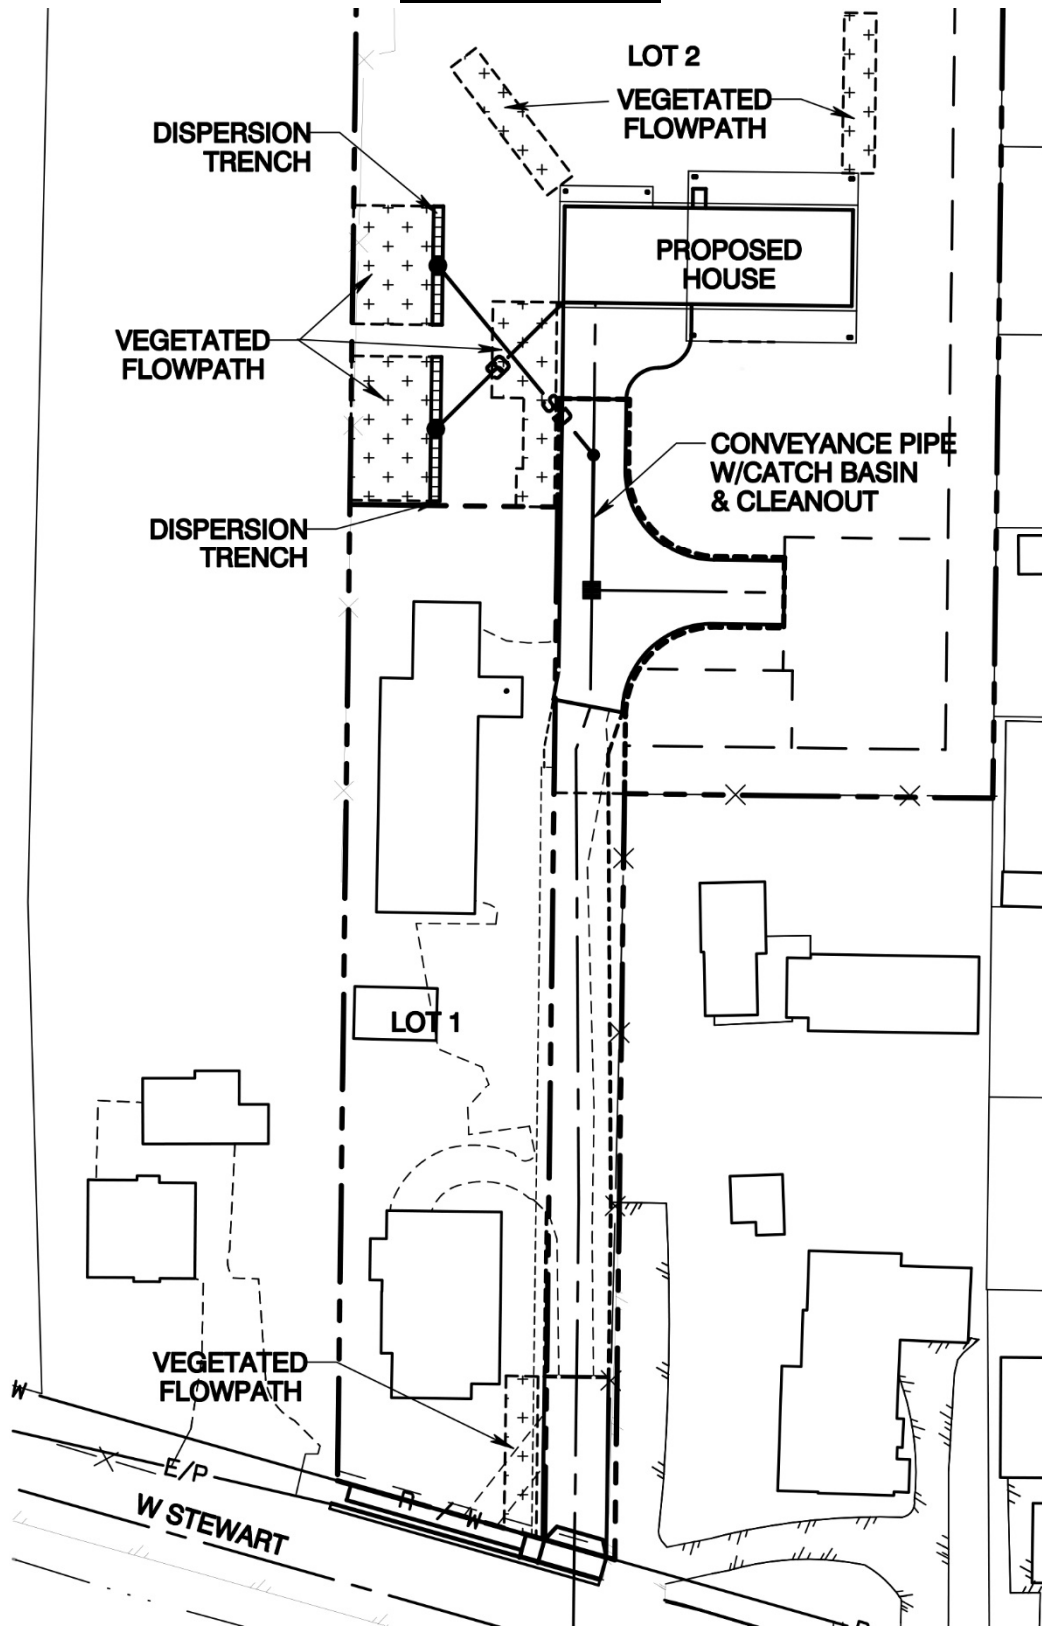 LOT 2
VEGETATED
FLOWPATH
DISPERSION
TRENCH
PROPOSED
HOUSE
VEGETATED
FLOWPATH
D
SD
CONVEYANCE PIPE
W/CATCH BASIN
& CLEANOUT
DISPERSION
TRENCH
LOT 1
VEGETATED
FLOWPATH
W
E/P
R / W
W STEWART